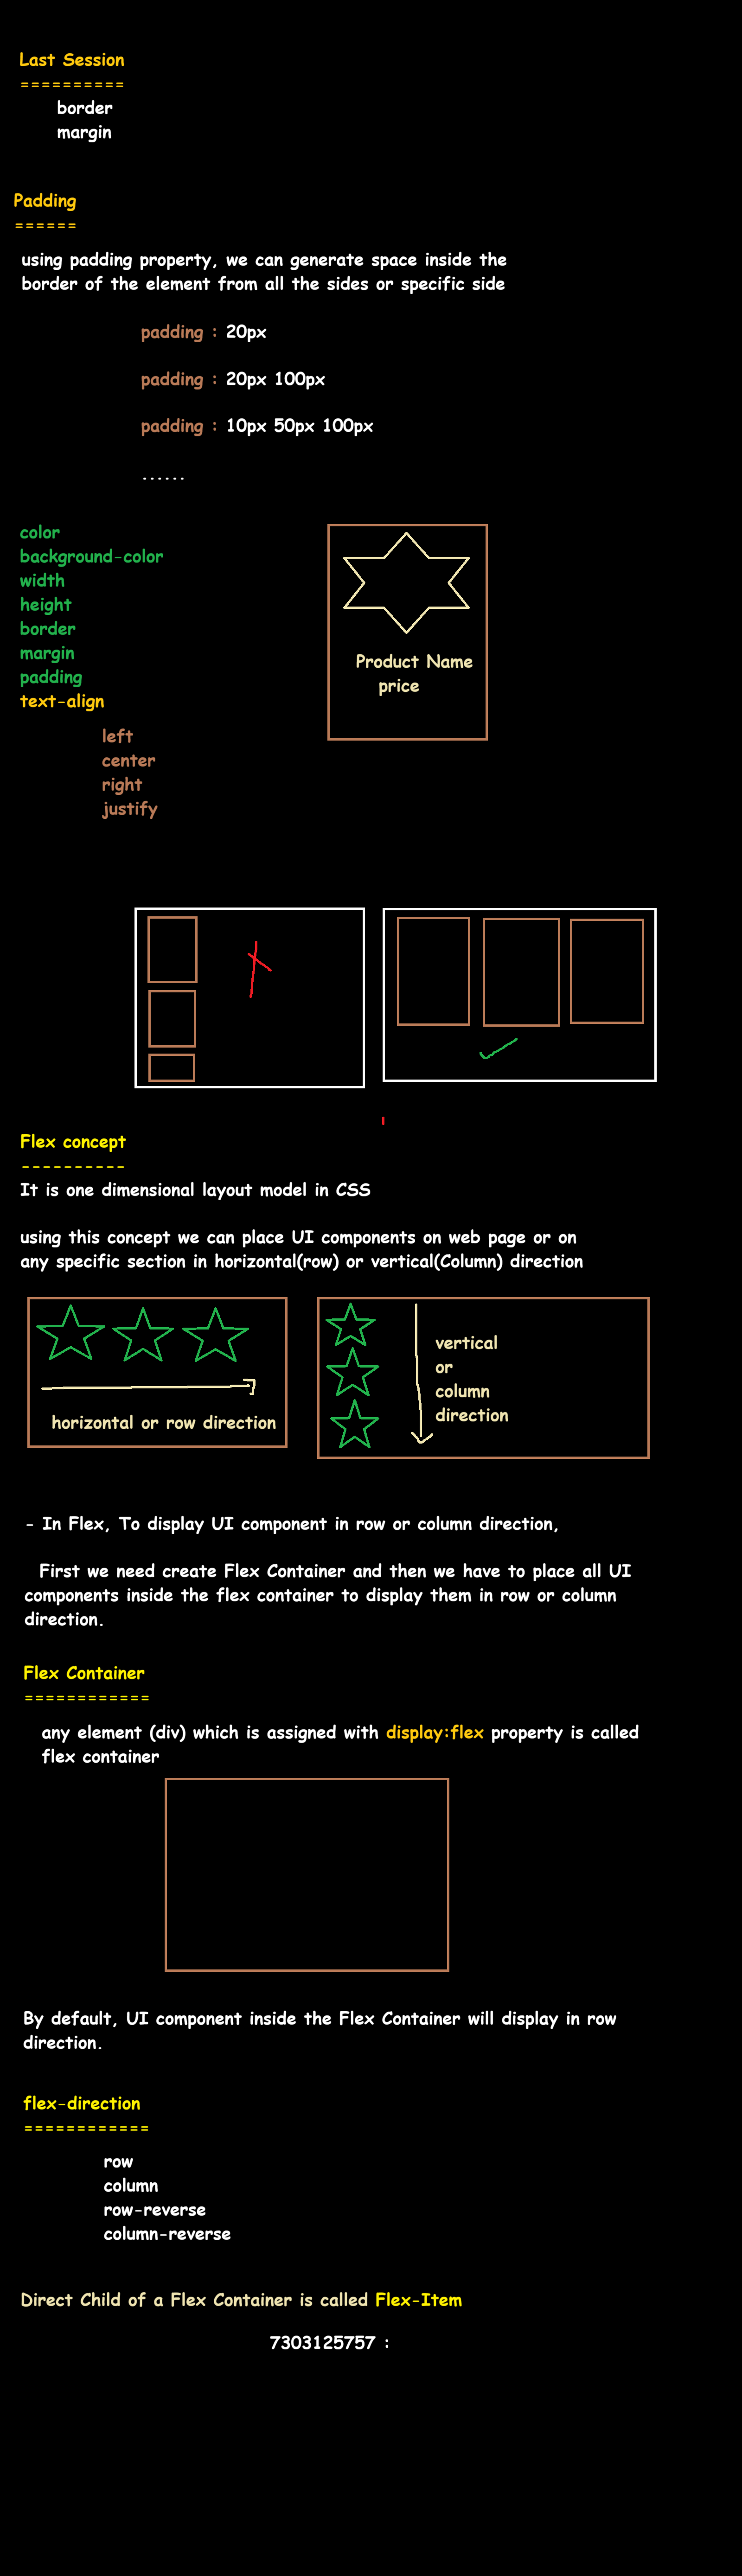 Last Session
==========
border
margin
Padding
======
using padding property, we can generate space inside the
border of the element from all the sides or specific side
padding : 20px
padding : 20px 100px
padding : 10px 50px 100px
......
color
background-color
width
height
border
margin
padding
text-align
left
center
right
justify
Product Name
price
Flex concept
----------
It is one dimensional layout model in CSS
using this concept we can place UI components on web page or on
any specific section in horizontal(row) or vertical(Column) direction
horizontal or row direction
vertical
or
column
direction
- In Flex, To display UI component in row or column direction,
First we need create Flex Container and then we have to place all UI
components inside the flex container to display them in row or column
direction.
Flex Container
============
any element (div) which is assigned with display:flex property is called
flex container
By default, UI component inside the Flex Container will display in row
direction.
flex-direction
============
row
column
row-reverse
column-reverse
Direct Child of a Flex Container is called Flex-Item
7303125757 :